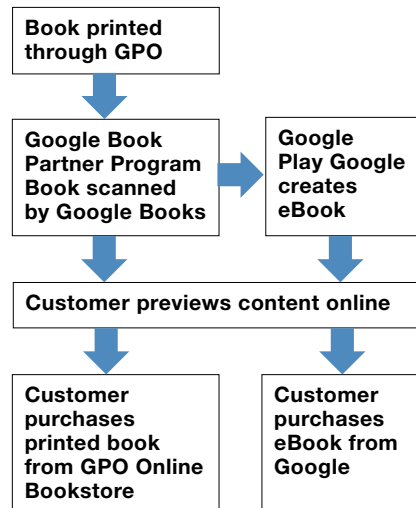 Book printed
through GPO
Google Book
Partner Program
Book scanned
by Google Books
Google
Play Google
creates
eBook
Customer previews content online
Customer
purchases
printed book
from GPO Online
Bookstore
Customer
purchases
eBook from
Google